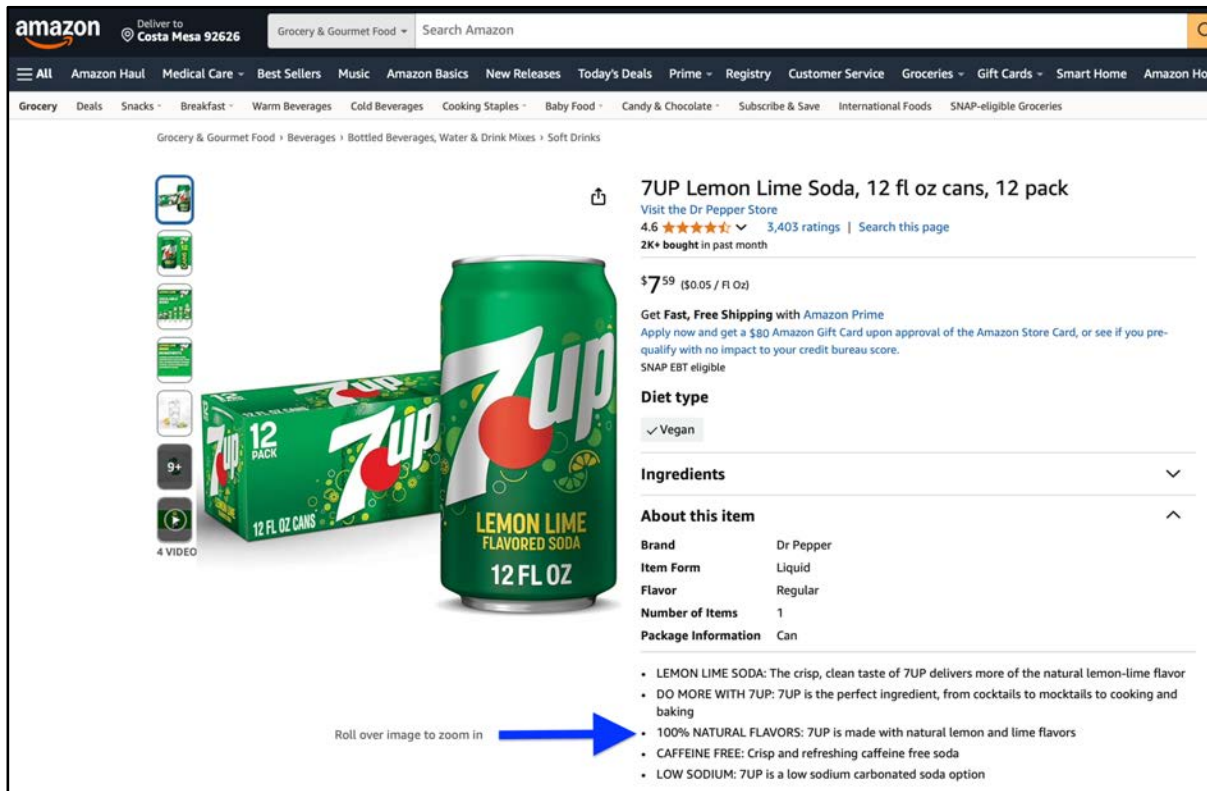 amazon
Deliver to
Costa Mesa 92626
Grocery & Gourmet Food
Search Amazon
All Amazon Haul Medical Care Best Sellers Music Amazon Basics New Releases Today's Deals Prime Registry Customer Service Groceries Gift Cards Smart Home Amazon Ho
Grocery Deals Snacks Breakfast Warm Beverages Cold Beverages Cooking Staples Baby Food Candy & Chocolate Subscribe & Save International Foods SNAP-eligible Groceries
Grocery & Gourmet Food › Beverages › Bottled Beverages, Water & Drink Mixes › Soft Drinks
9+
4 VIDEO
12
PACK
7up
12 FL OZ CANS
7up
LEMON LIME
FLAVORED SODA
12 FL OZ
Roll over image to zoom in
7UP Lemon Lime Soda, 12 fl oz cans, 12 pack
Visit the Dr Pepper Store
4.6 3,403 ratings | Search this page
2K+ bought in past month
$7 59 ($0.05 / Fl Oz)
Get Fast, Free Shipping with Amazon Prime
Apply now and get a $80 Amazon Gift Card upon approval of the Amazon Store Card, or see if you pre-
qualify with no impact to your credit bureau score.
SNAP EBT eligible
Diet type
Vegan
Ingredients
About this item
Brand Dr Pepper
Item Form Liquid
Flavor Regular
Number of Items 1
Package Information Can
• LEMON LIME SODA: The crisp, clean taste of 7UP delivers more of the natural lemon-lime flavor
• DO MORE WITH 7UP: 7UP is the perfect ingredient, from cocktails to mocktails to cooking and
baking
• 100% NATURAL FLAVORS: 7UP is made with natural lemon and lime flavors
• CAFFEINE FREE: Crisp and refreshing caffeine free soda
• LOW SODIUM: 7UP is a low sodium carbonated soda option